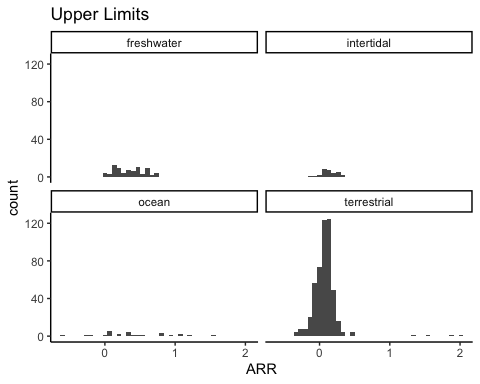 Upper Limits
freshwater
intertidal
120
80
40
0
count
ocean
terrestrial
120
80
40
0
0
1
2
0
1
2
ARR